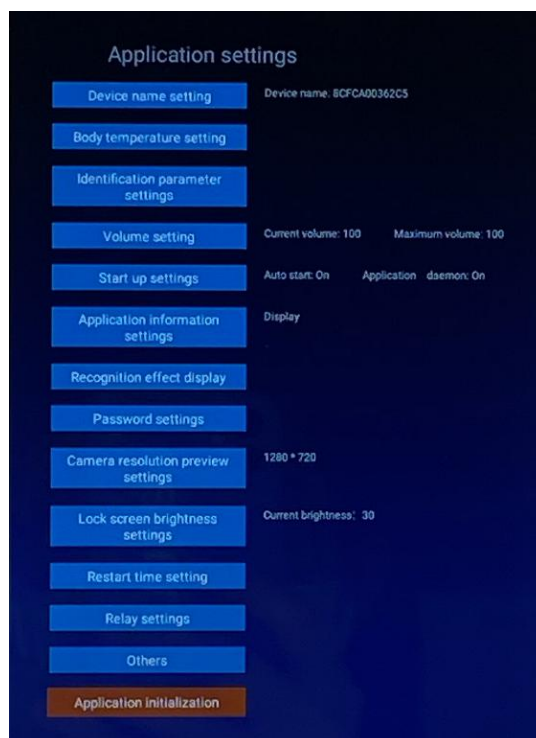 Application settings
Device name setting
Device name: 8CFCA00362C5
Body temperature setting
Identification parameter
settings
Volume setting
Current volume: 100 Maximum volume: 100
Start up settings
Auto start: On Application daemon: On
Application information
settings
Display
Recognition effect display
Password settings
Camera resolution preview
settings
1280 * 720
Lock screen brightness
settings
Current brightness: 30
Restart time setting
Relay settings
Others
Application initialization